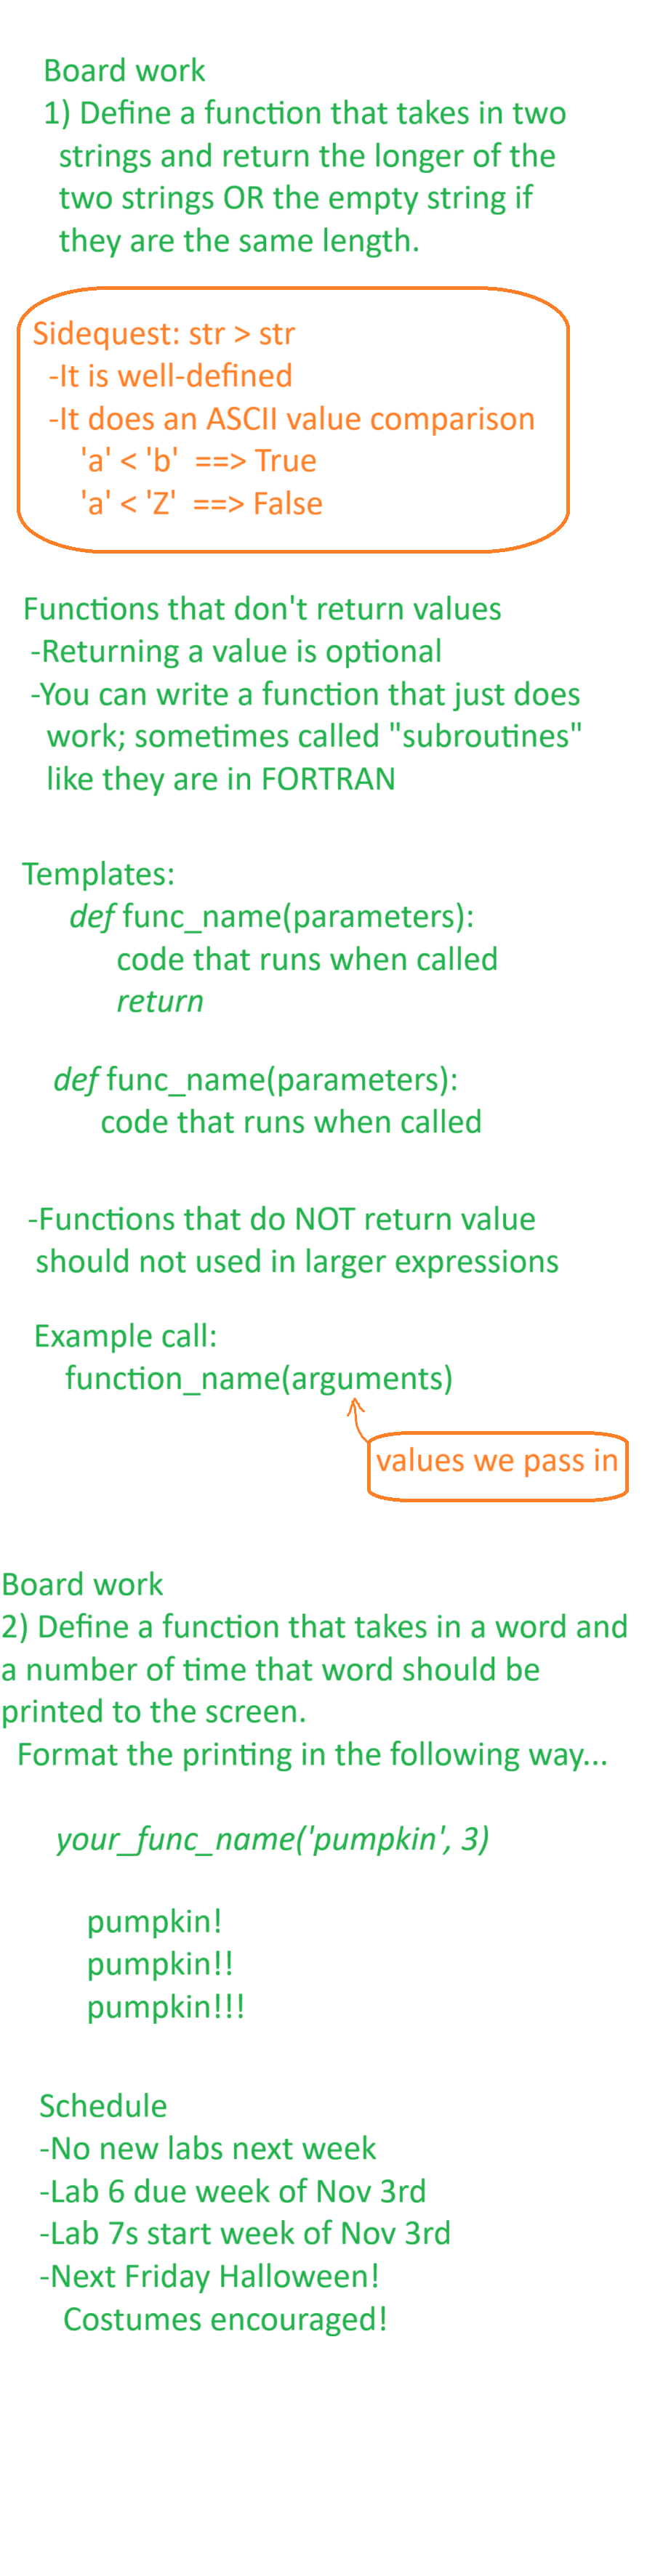 Board work
1) Define a function that takes in two
strings and return the longer of the
two strings OR the empty string if
they are the same length.
Sidequest: str > str
-It is well-defined
-It does an ASCII value comparison
'a' < 'b' ==> True
'a' < 'Z' ==> False
Functions that don't return values
-Returning a value is optional
-You can write a function that just does
work; sometimes called "subroutines"
like they are in FORTRAN
Templates:
def func_name(parameters):
code that runs when called
return
def func_name(parameters):
code that runs when called
-Functions that do NOT return value
should not used in larger expressions
Example call:
function_name(arguments)
values we pass in
Board work
2) Define a function that takes in a word and
a number of time that word should be
printed to the screen.
Format the printing in the following way...
your_func_name('pumpkin', 3)
pumpkin!
pumpkin!!
pumpkin!!!
Schedule
-No new labs next week
-Lab 6 due week of Nov 3rd
-Lab 7s start week of Nov 3rd
-Next Friday Halloween!
Costumes encouraged!